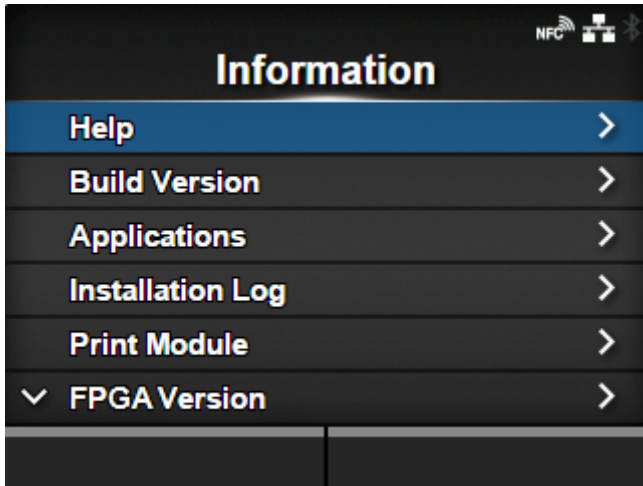 NFC
Information
Help
Build Version
Applications
Installation Log
Print Module
FPGA Version